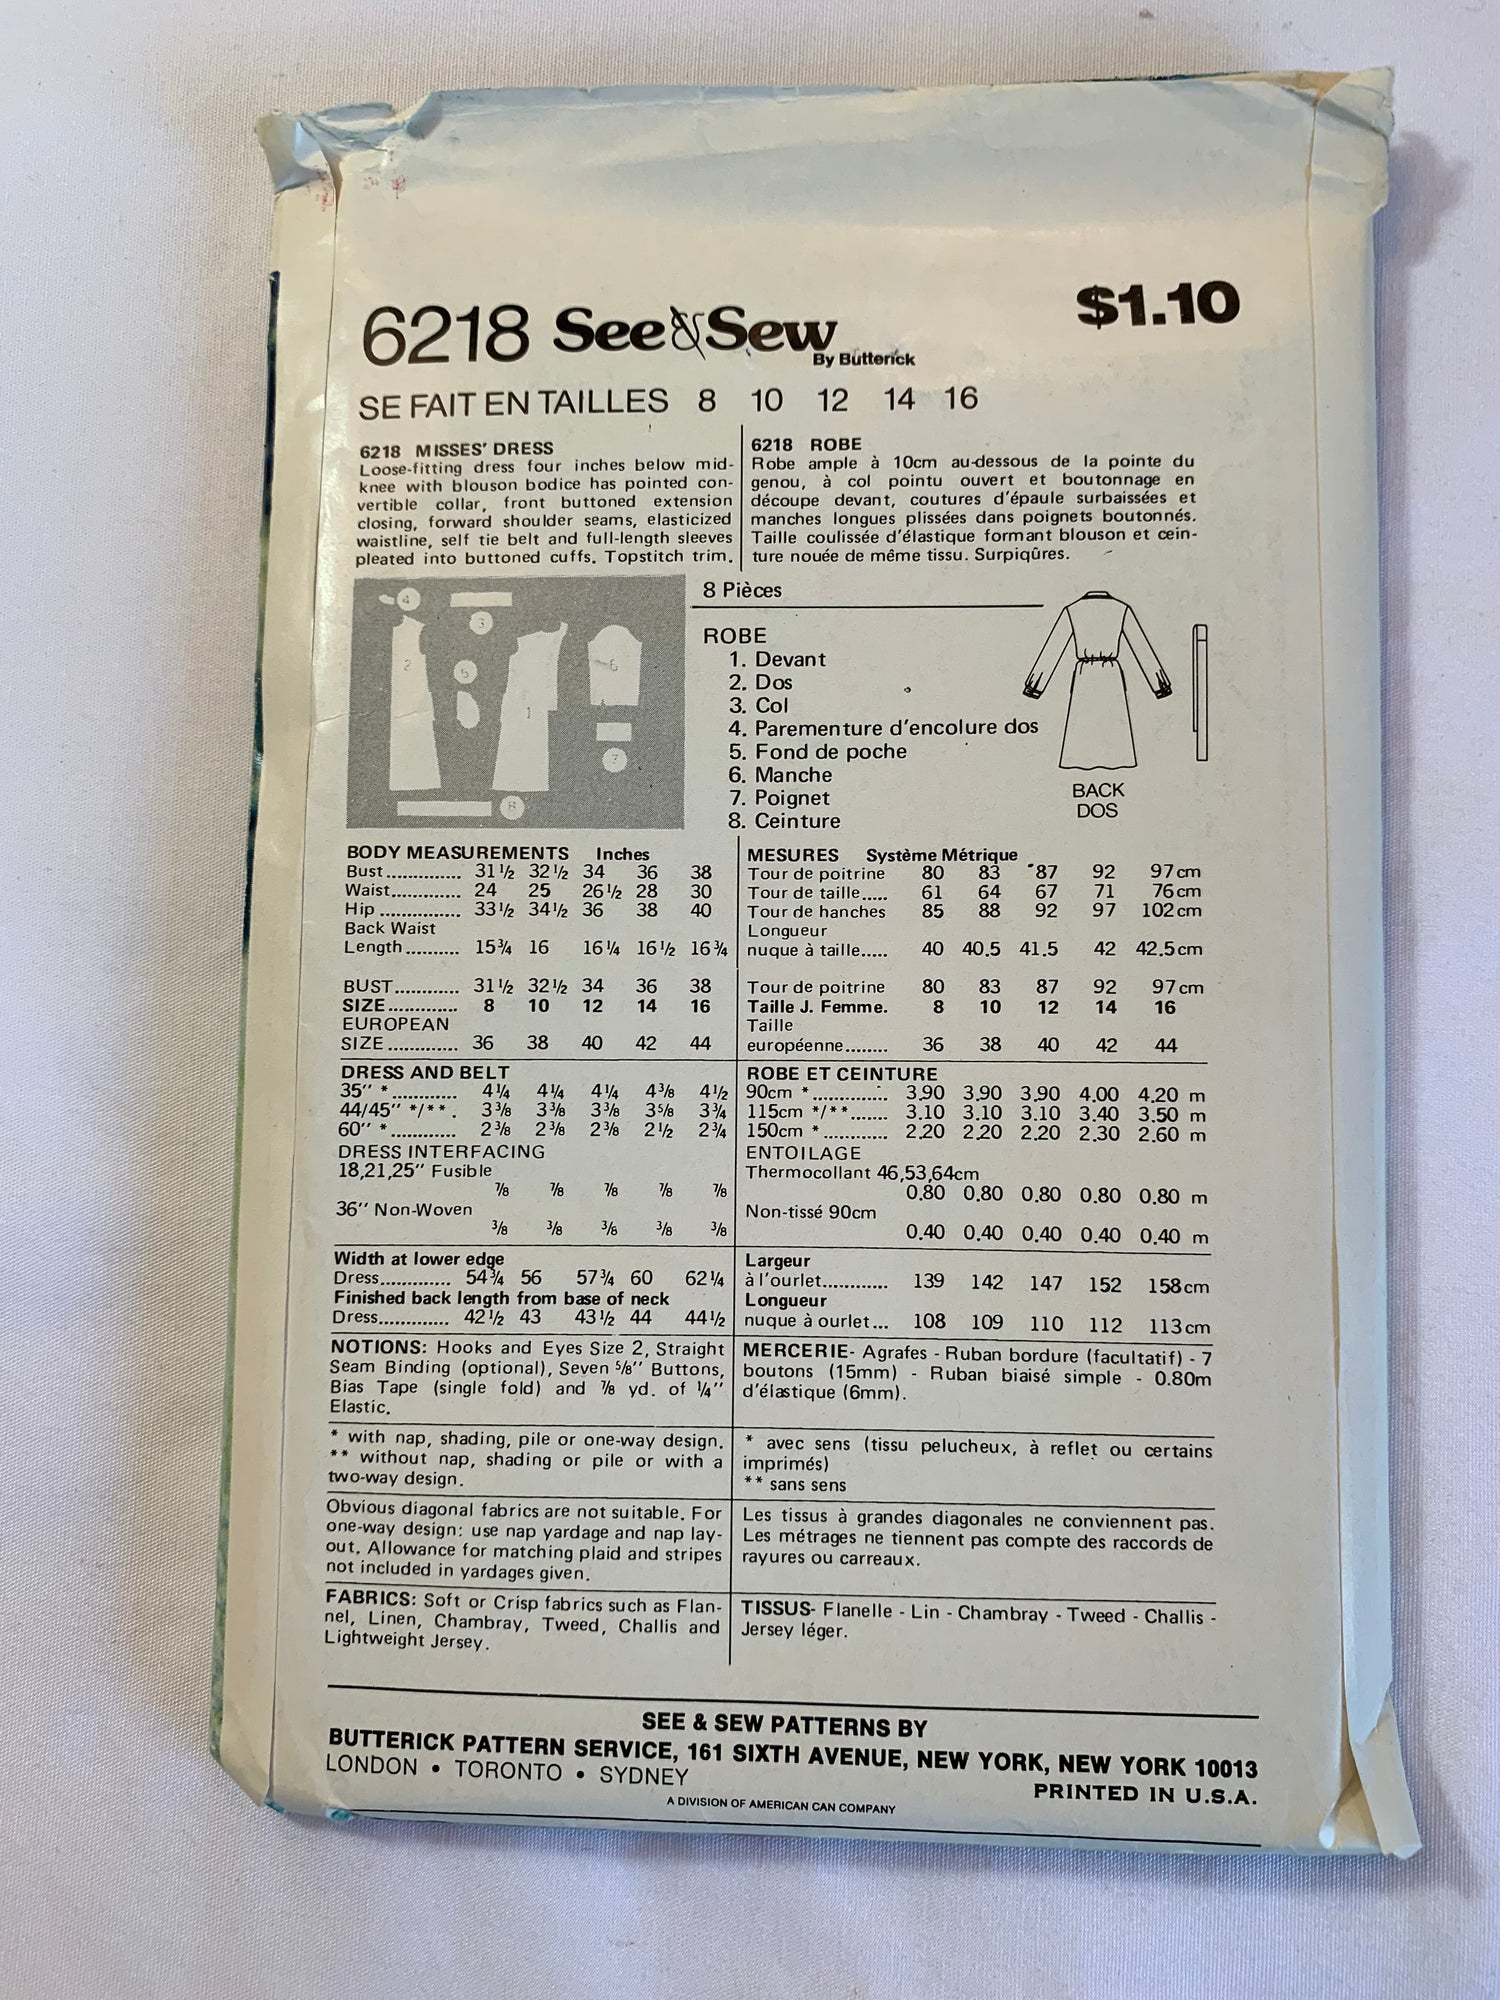 $1.10
6218 See & Sew
By Butterick
SE FAIT EN TAILLES 8 10 12 14 16
6218 MISSES' DRESS
Loose-fitting dress four inches below mid-
knee with blouson bodice has pointed con-
vertible collar, front buttoned extension
closing, forward shoulder seams, elasticized
waistline, self tie belt and full-length sleeves
pleated into buttoned cuffs. Topstitch trim.
6218 ROBE
Robe ample à 10cm au-dessous de la pointe du
genou, à col pointu ouvert et boutonnage en
découpe devant, coutures d'épaule surbaissées et
manches longues plissées dans poignets boutonnés.
Taille coulissée d'élastique formant blouson et cein-
ture nouée de même tissu. Surpiqûres.
4
3
2
5
1
6
7
8
8 Pièces
ROBE
1. Devant
2. Dos
3. Col
4. Parementure d'encolure dos
5. Fond de poche
6. Manche
7. Poignet
8. Ceinture
BACK
DOS
BODY MEASUREMENTS Inches
Bust.............. 31½ 32½ 34 36 38
Waist............. 24 25 26½ 28 30
Hip ............... 33½ 34½ 36 38 40
Back Waist
Length.......... 15¾ 16 16¼ 16½ 16¾
BUST............ 31½ 32½ 34 36 38
SIZE............. 8 10 12 14 16
EUROPEAN
SIZE ............. 36 38 40 42 44
MESURES Système Métrique
Tour de poitrine 80 83 87 92 97cm
Tour de taille..... 61 64 67 71 76cm
Tour de hanches 85 88 92 97 102cm
Longueur
nuque à taille..... 40 40.5 41.5 42 42.5cm
Tour de poitrine 80 83 87 92 97cm
Taille J. Femme. 8 10 12 14 16
Taille
européenne........ 36 38 40 42 44
DRESS AND BELT
35'' * ............ 4¼ 4¼ 4¼ 4⅜ 4½
44/45'' */** . 3⅜ 3⅜ 3⅜ 3⅝ 3¾
60'' * ............ 2⅜ 2⅜ 2⅜ 2½ 2¾
DRESS INTERFACING
18,21,25'' Fusible
⅞ ⅞ ⅞ ⅞ ⅞
36'' Non-Woven
⅜ ⅜ ⅜ ⅜ ⅜
ROBE ET CEINTURE
90cm * .............. 3.90 3.90 3.90 4.00 4.20 m
115cm */**....... 3.10 3.10 3.10 3.40 3.50 m
150cm * ............ 2.20 2.20 2.20 2.30 2.60 m
ENTOILAGE
Thermocollant 46,53,64cm
0.80 0.80 0.80 0.80 0.80 m
Non-tissé 90cm
0.40 0.40 0.40 0.40 0.40 m
Width at lower edge
Dress............. 54¾ 56 57¾ 60 62¼
Finished back length from base of neck
Dress............. 42½ 43 43½ 44 44½
Largeur
à l'ourlet............ 139 142 147 152 158cm
Longueur
nuque à ourlet... 108 109 110 112 113cm
NOTIONS: Hooks and Eyes Size 2, Straight
Seam Binding (optional), Seven ⅝'' Buttons,
Bias Tape (single fold) and ⅞ yd. of ¼''
Elastic.
MERCERIE- Agrafes - Ruban bordure (facultatif) - 7
boutons (15mm) - Ruban biaisé simple - 0.80m
d'élastique (6mm).
* with nap, shading, pile or one-way design.
** without nap, shading or pile or with a
two-way design.
* avec sens (tissu pelucheux, à reflet ou certains
imprimés)
** sans sens
Obvious diagonal fabrics are not suitable. For
one-way design: use nap yardage and nap lay-
out. Allowance for matching plaid and stripes
not included in yardages given.
Les tissus à grandes diagonales ne conviennent pas.
Les métrages ne tiennent pas compte des raccords de
rayures ou carreaux.
FABRICS: Soft or Crisp fabrics such as Flan-
nel, Linen, Chambray, Tweed, Challis and
Lightweight Jersey.
TISSUS- Flanelle - Lin - Chambray - Tweed - Challis -
Jersey léger.
SEE & SEW PATTERNS BY
BUTTERICK PATTERN SERVICE, 161 SIXTH AVENUE, NEW YORK, NEW YORK 10013
LONDON • TORONTO • SYDNEY
PRINTED IN U.S.A.
A DIVISION OF AMERICAN CAN COMPANY